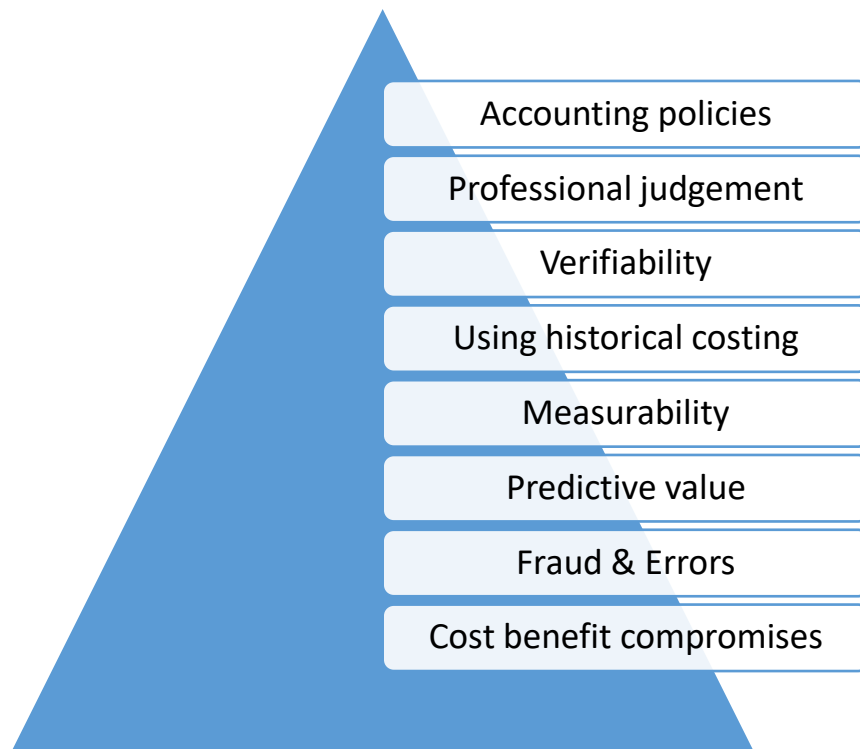 Accounting policies
Professional judgement
Verifiability
Using historical costing
Measurability
Predictive value
Fraud & Errors
Cost benefit compromises